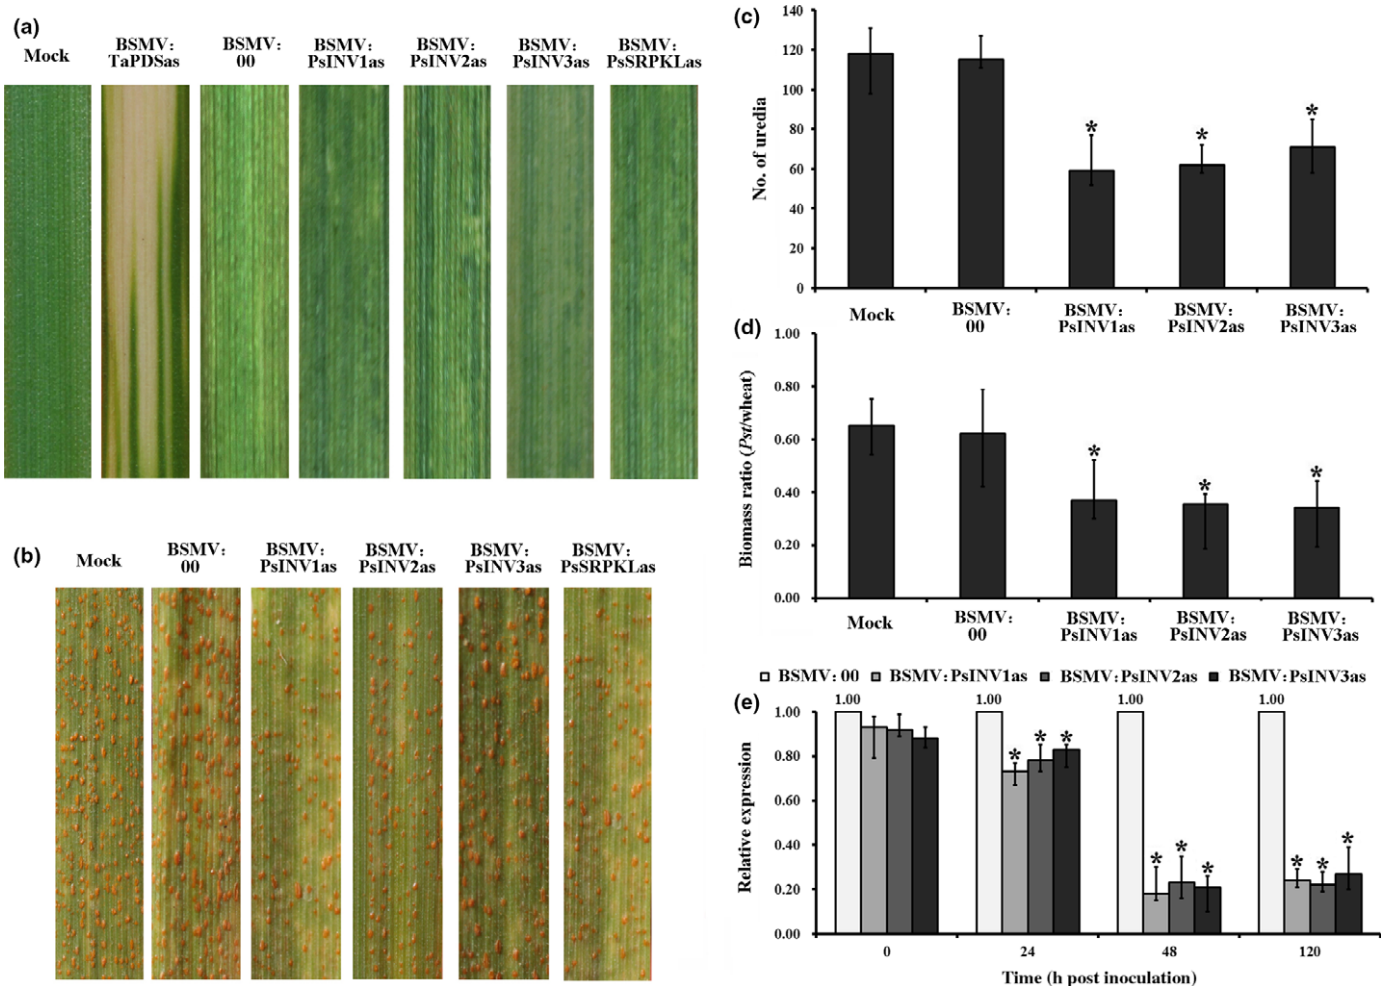 (a)
Mock
BSMV:
TaPDSas
BSMV:
00
BSMV:
PsINV1as
BSMV:
PsINV2as
BSMV:
PsINV3as
BSMV:
PsSRPKLas
(b)
Mock
BSMV:
00
BSMV:
PsINV1as
BSMV:
PsINV2as
BSMV:
PsINV3as
BSMV:
PsSRPKLas
(c)
No. of uredia
140
120
100
80
60
40
20
0
*
*
*
Mock
BSMV:
00
BSMV:
PsINV1as
BSMV:
PsINV2as
BSMV:
PsINV3as
(d)
Biomass ratio (Pst/wheat)
1.00
0.80
0.60
0.40
0.20
0.00
*
*
*
Mock
BSMV:
00
BSMV:
PsINV1as
BSMV:
PsINV2as
BSMV:
PsINV3as
BSMV:00 BSMV:PsINV1as BSMV:PsINV2as BSMV:PsINV3as
(e)
Relative expression
1.00
0.80
0.60
0.40
0.20
0.00
1.00 1.00 1.00 1.00
* * *
* * *
* * *
0 24 48 120
Time (h post inoculation)